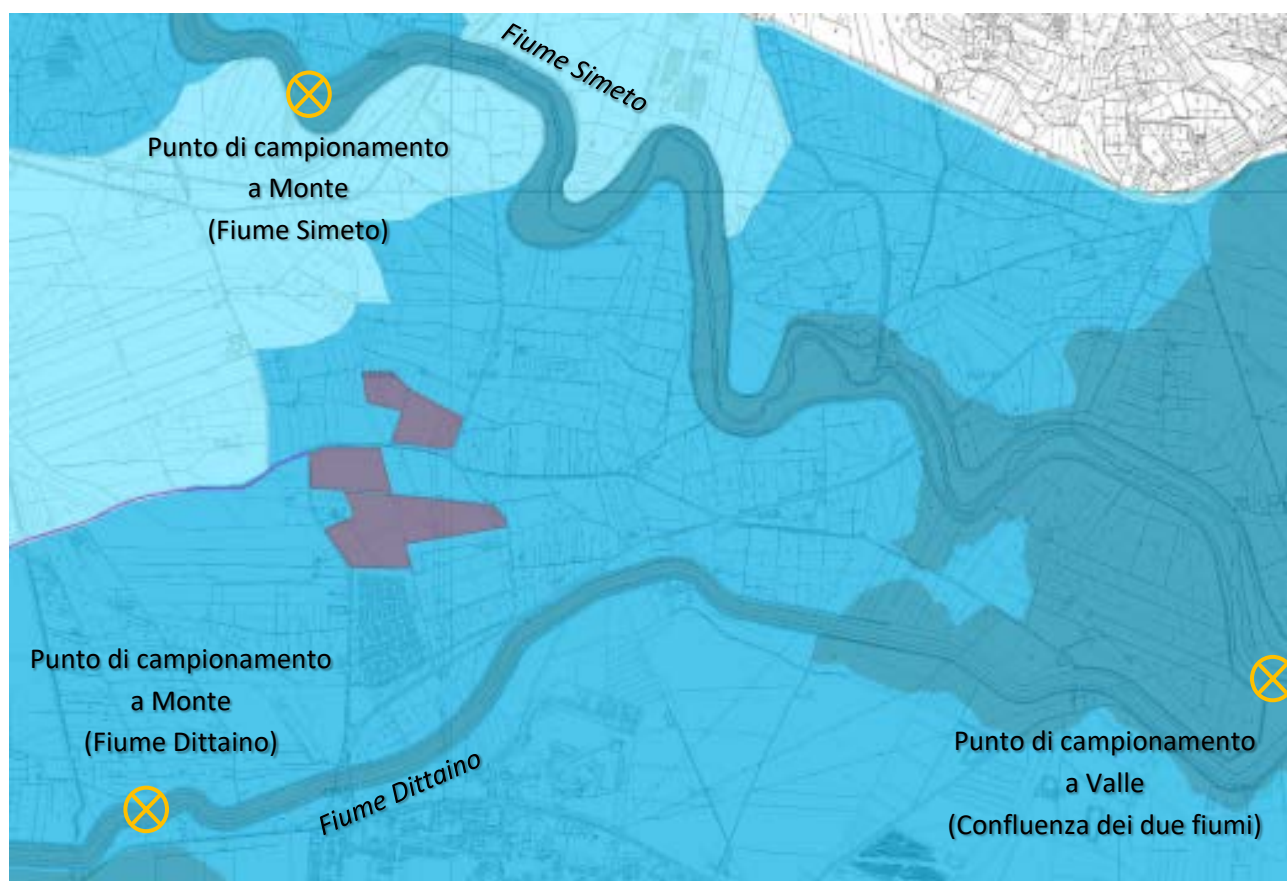 Fiume Simeto
Punto di campionamento
a Monte
(Fiume Simeto)
Punto di campionamento
a Monte
(Fiume Dittaino)
Fiume Dittaino
Punto di campionamento
a Valle
(Confluenza dei due fiumi)